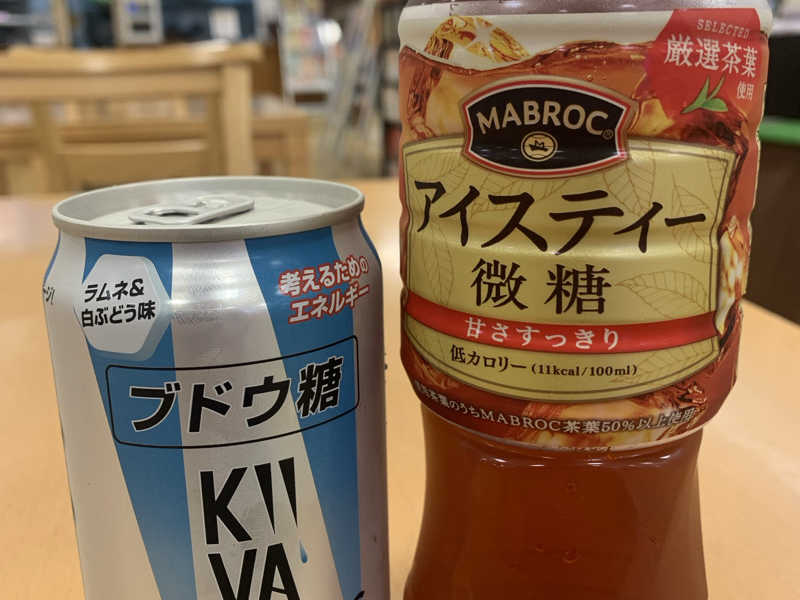 ラムネ&
白ぶどう味
考えるための
エネルギー
ブドウ糖
KIIVA
SELECTED
厳選茶葉
使用
MABROC®
アイスティー
微糖
甘さすっきり
低カロリー(11kcal/100ml)
茶葉のうちMABROC茶葉50%以上使用